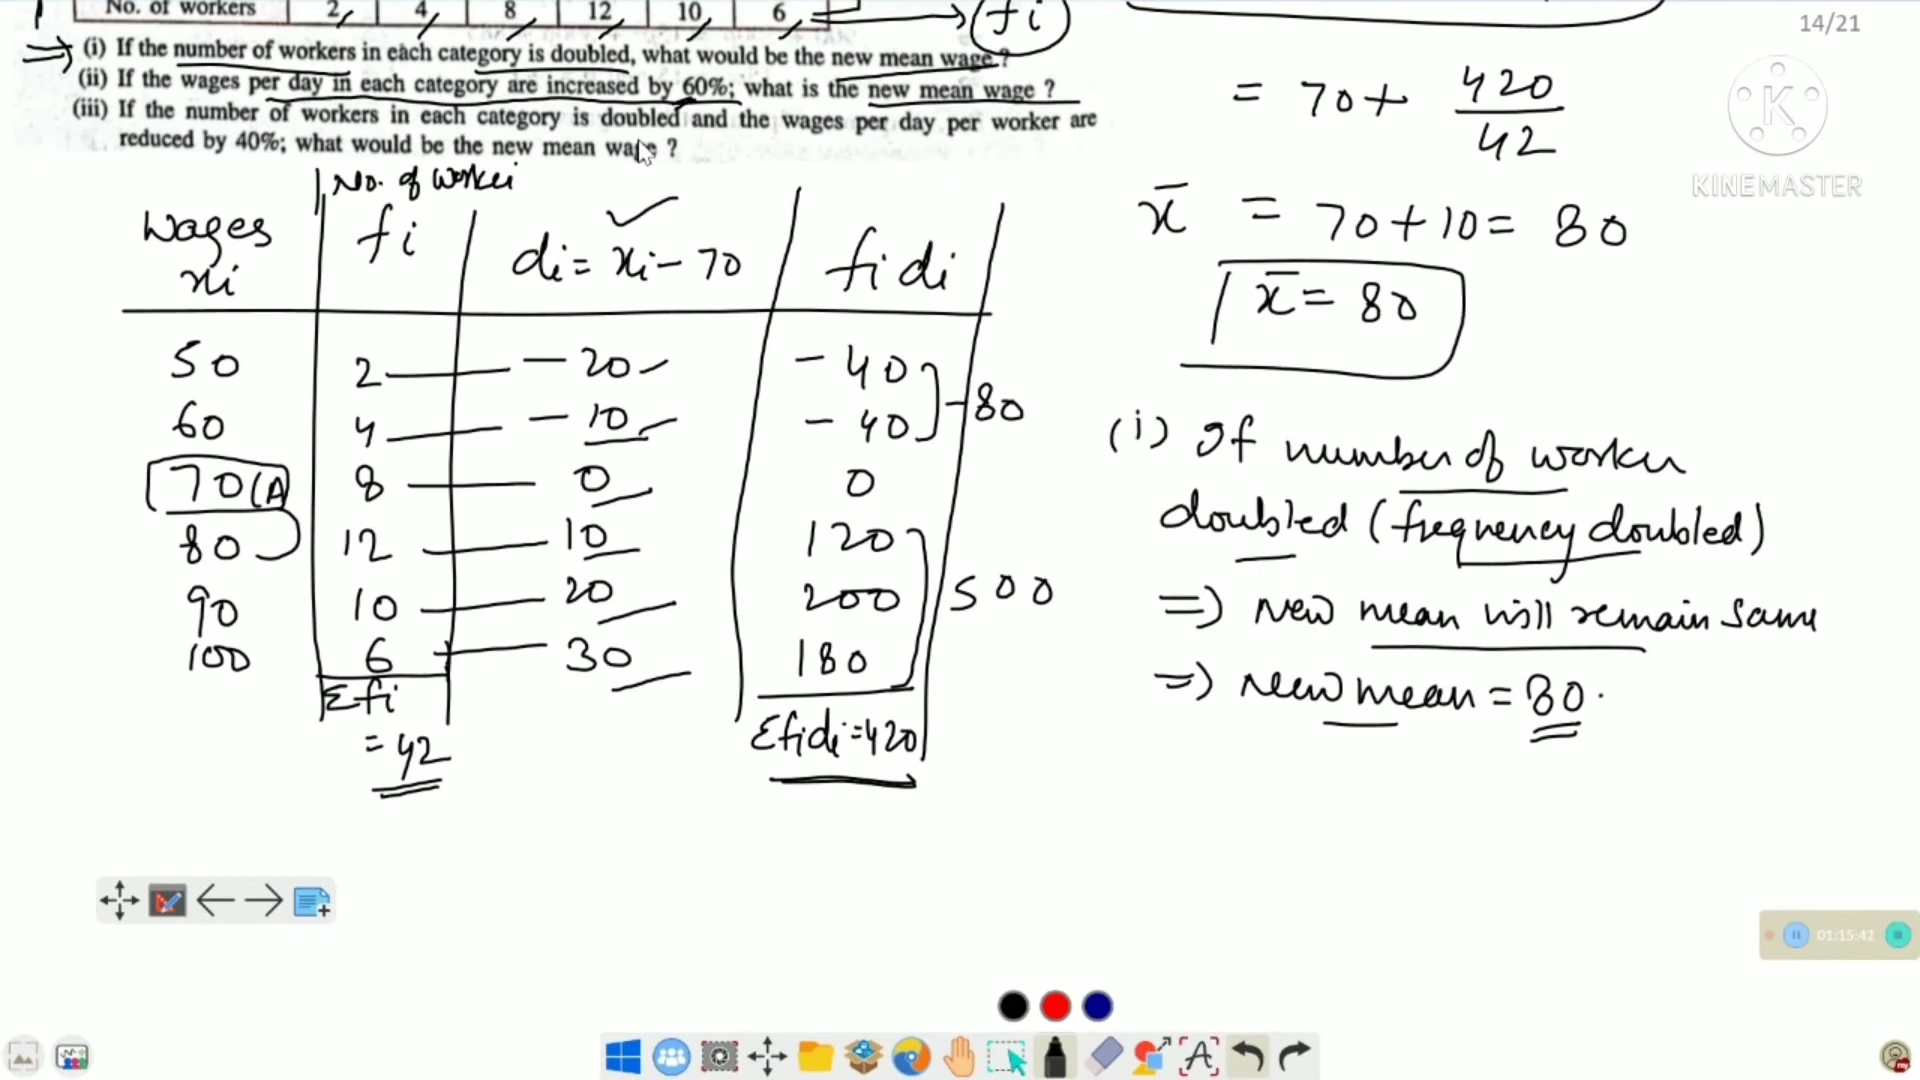 No. of workers 2, 4, 8, 12, 10, 6, fi
14/21
(i) If the number of workers in each category is doubled, what would be the new mean wage ?
(ii) If the wages per day in each category are increased by 60%; what is the new mean wage ?
(iii) If the number of workers in each category is doubled and the wages per day per worker are
reduced by 40%; what would be the new mean wage ?
= 70 + 420/42
KINEMASTER
x̄ = 70+10 = 80
x̄ = 80
No. of worker
Wages xi fi di = xi - 70 fidi
50 2 -20 -40
60 4 -10 -40 -80
70(A) 8 0 0
80 12 10 120
90 10 20 200 500
100 6 30 180
Σfi = 42 Σfidi = 420
(i) If number of worker
doubled (frequency doubled)
=) New mean will remain same
=) New mean = 80.
01:15:42